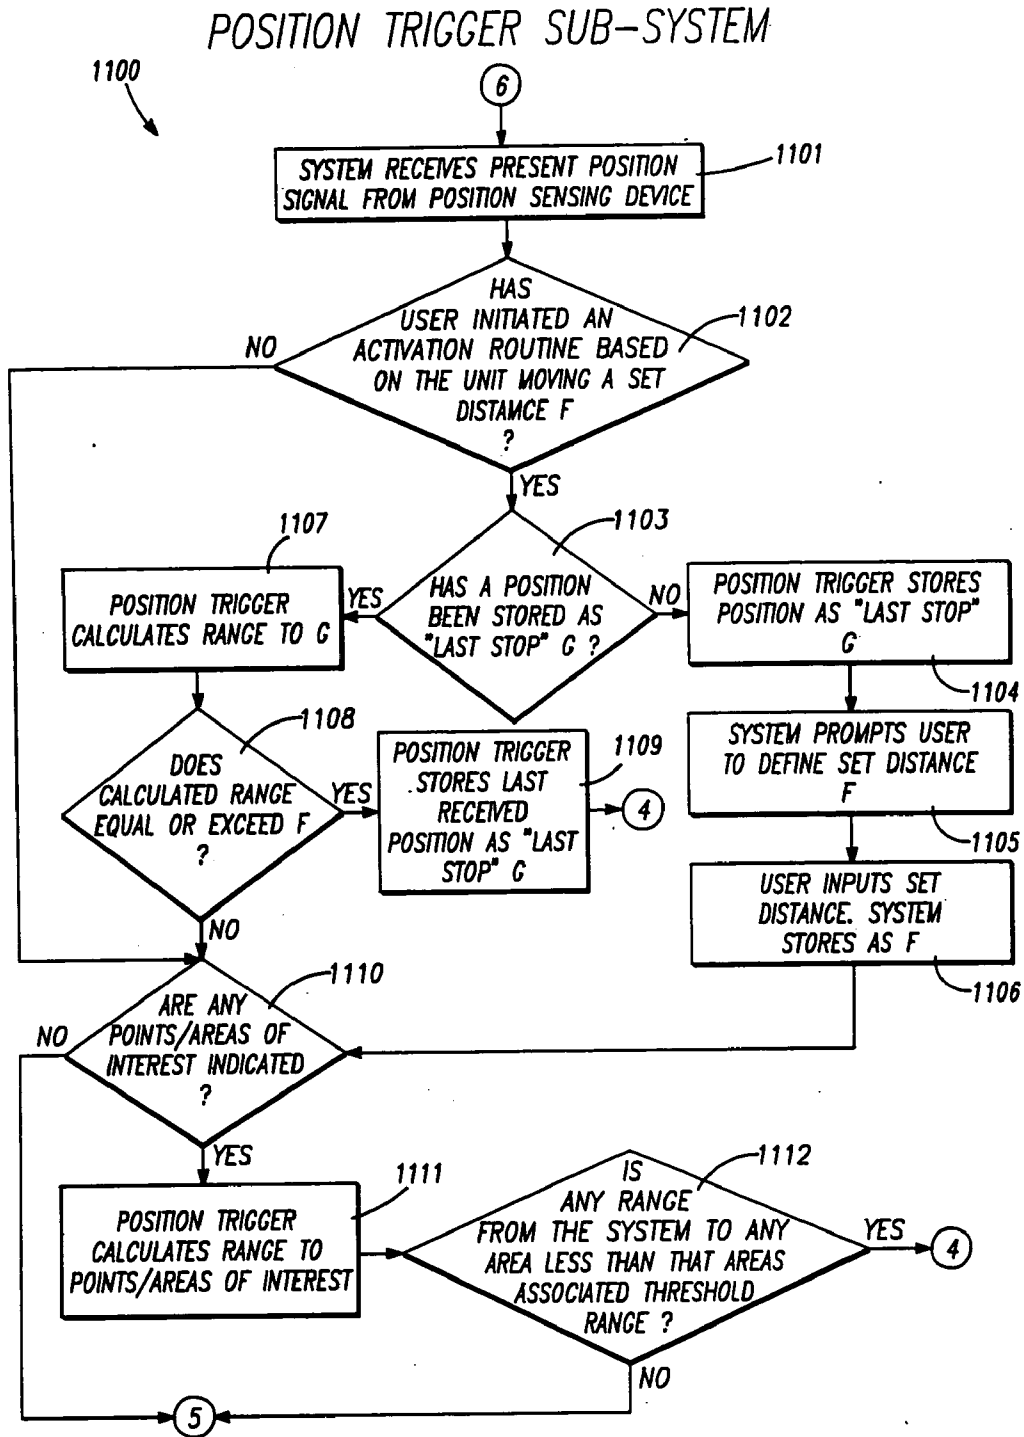 POSITION TRIGGER SUB-SYSTEM
1100
6
SYSTEM RECEIVES PRESENT POSITION
SIGNAL FROM POSITION SENSING DEVICE
1101
HAS
USER INITIATED AN
ACTIVATION ROUTINE BASED
ON THE UNIT MOVING A SET
DISTAMCE F
?
1102
NO
YES
1103
HAS A POSITION
BEEN STORED AS
"LAST STOP" G ?
YES
NO
1107
POSITION TRIGGER
CALCULATES RANGE TO G
POSITION TRIGGER STORES
POSITION AS "LAST STOP"
G
1104
1108
DOES
CALCULATED RANGE
EQUAL OR EXCEED F
?
YES
NO
POSITION TRIGGER
STORES LAST
RECEIVED
POSITION AS "LAST
STOP" G
1109
4
SYSTEM PROMPTS USER
TO DEFINE SET DISTANCE
F
1105
USER INPUTS SET
DISTANCE. SYSTEM
STORES AS F
1106
1110
ARE ANY
POINTS/AREAS OF
INTEREST INDICATED
?
NO
YES
1111
POSITION TRIGGER
CALCULATES RANGE TO
POINTS/AREAS OF INTEREST
1112
IS
ANY RANGE
FROM THE SYSTEM TO ANY
AREA LESS THAN THAT AREAS
ASSOCIATED THRESHOLD
RANGE ?
YES
4
NO
5